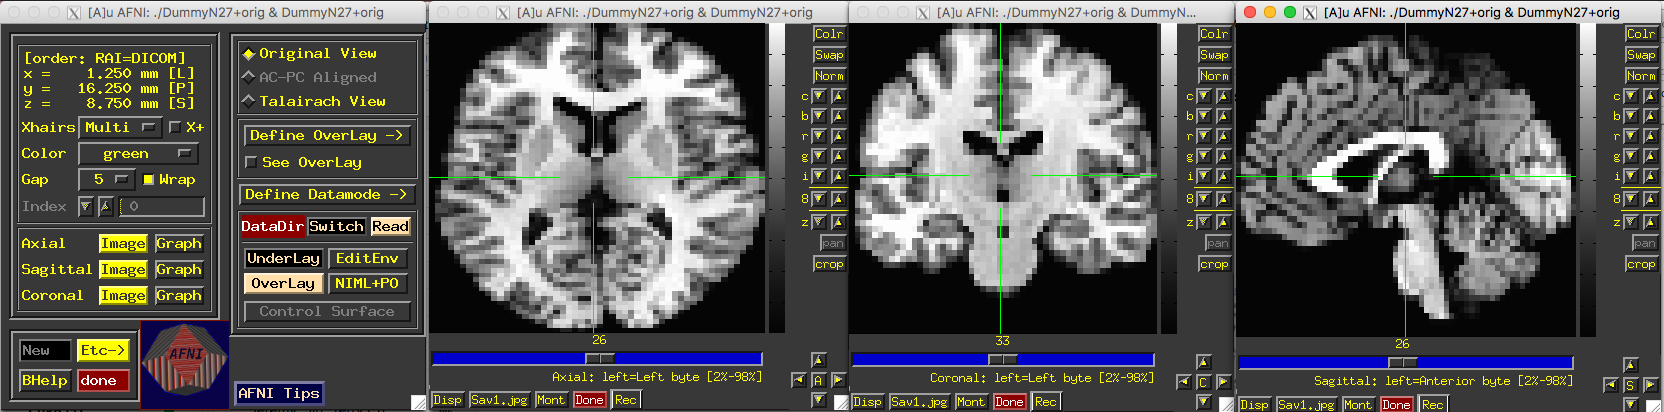 [A]u AFNI: ./DummyN27+orig & DummyN27+orig
[order: RAI=DICOM]
x = 1.250 mm [L]
y = 16.250 mm [P]
z = 8.750 mm [S]
Xhairs Multi X+
Color green
Gap 5 Wrap
Index 0
Axial Image Graph
Sagittal Image Graph
Coronal Image Graph
New Etc->
BHelp done
AFNI
Original View
AC-PC Aligned
Talairach View
Define OverLay ->
See OverLay
Define Datamode ->
DataDir Switch Read
UnderLay EditEnv
OverLay NIML+PO
Control Surface
AFNI Tips
[A]u AFNI: ./DummyN27+orig & DummyN27+orig
Colr
Swap
Norm
c
b
r
g
i
8
z
pan
crop
26
Axial: left=Left byte [2%-98%]
A
Disp Sav1.jpg Mont Done Rec
[A]u AFNI: ./DummyN27+orig & DummyN...
Colr
Swap
Norm
c
b
r
g
i
8
z
pan
crop
33
Coronal: left=Left byte [2%-98%]
C
Disp Sav1.jpg Mont Done Rec
[A]u AFNI: ./DummyN27+orig & DummyN27+orig
Colr
Swap
Norm
c
b
r
g
i
8
z
pan
crop
26
Sagittal: left=Anterior byte [2%-98%]
S
Disp Sav1.jpg Mont Done Rec